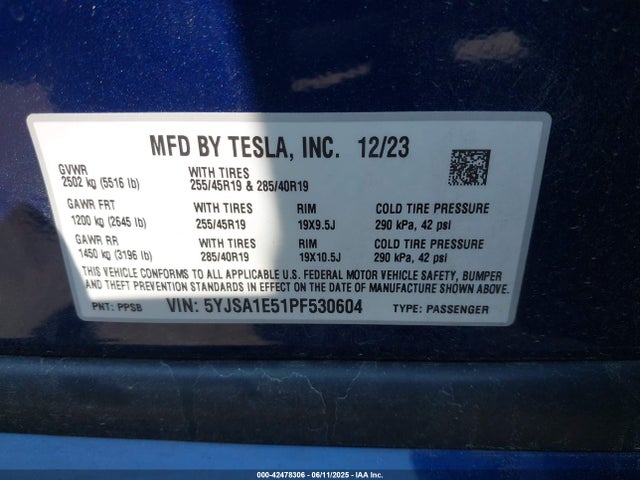 MFD BY TESLA, INC. 12/23
GVWR WITH TIRES
2502 kg (5516 lb) 255/45R19 & 285/40R19
GAWR FRT WITH TIRES RIM COLD TIRE PRESSURE
1200 kg (2645 lb) 255/45R19 19X9.5J 290 kPa, 42 psi
GAWR RR WITH TIRES RIM COLD TIRE PRESSURE
1450 kg (3196 lb) 285/40R19 19X10.5J 290 kPa, 42 psi
THIS VEHICLE CONFORMS TO ALL APPLICABLE U.S. FEDERAL MOTOR VEHICLE SAFETY, BUMPER
AND THEFT PREVENTION STANDARDS IN EFFECT ON THE DATE OF MANUFACTURE SHOWN ABOVE.
PNT: PPSB VIN: 5YJSA1E51PF530604 TYPE: PASSENGER
000-42478306 - 06/11/2025 - IAA Inc.